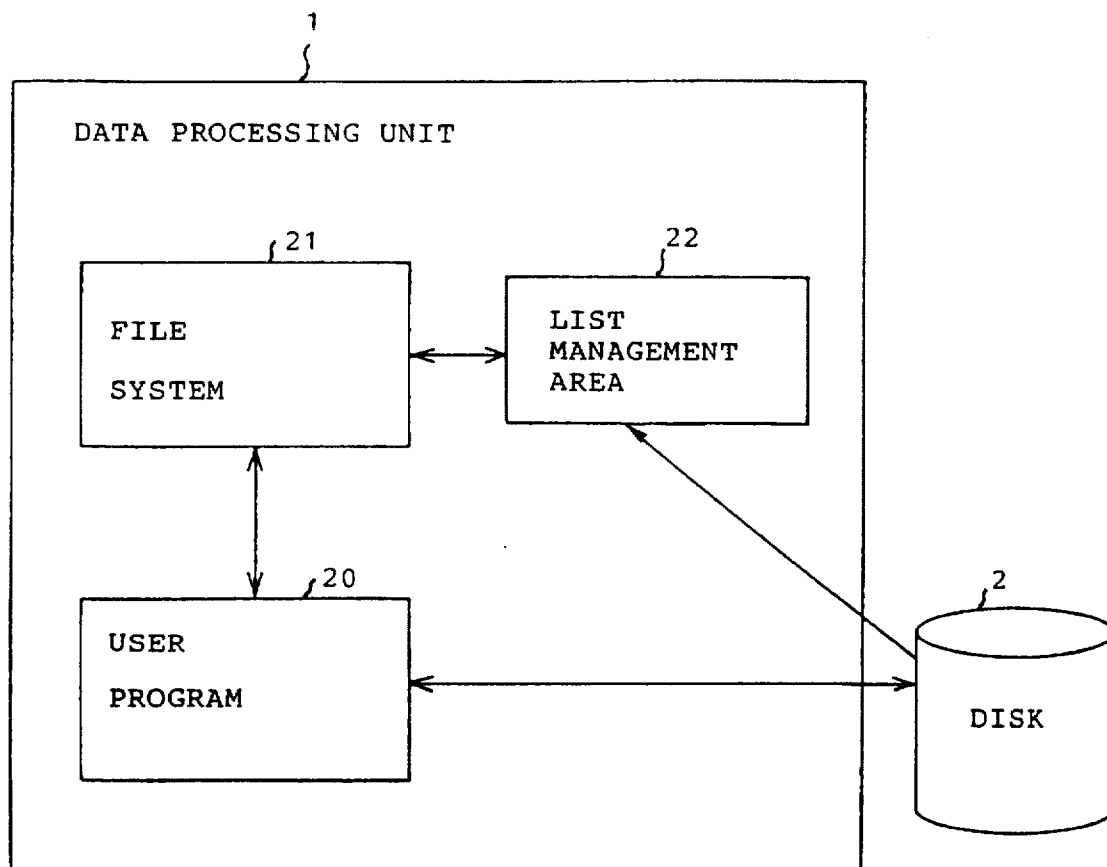 1
DATA PROCESSING UNIT
21
22
FILE
SYSTEM
LIST
MANAGEMENT
AREA
20
2
USER
PROGRAM
DISK